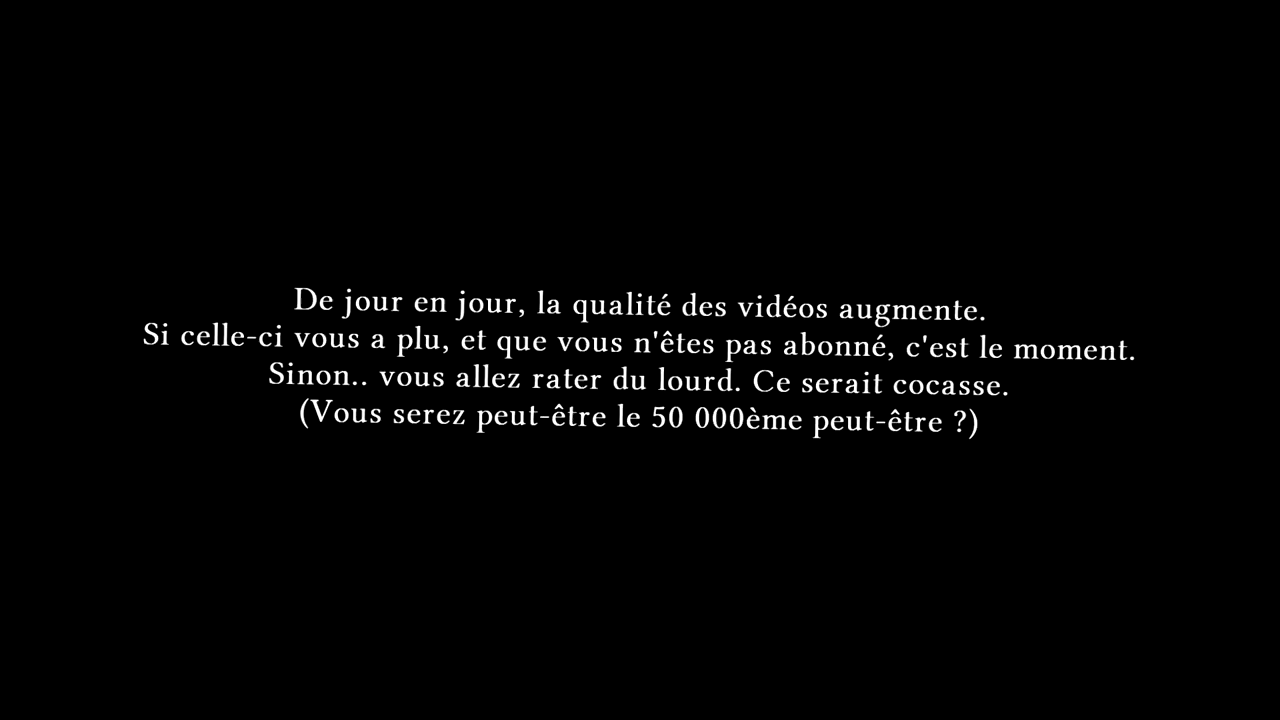 De jour en jour, la qualité des vidéos augmente.
Si celle-ci vous a plu, et que vous n'êtes pas abonné, c'est le moment.
Sinon.. vous allez rater du lourd. Ce serait cocasse.
(Vous serez peut-être le 50 000ème peut-être ?)